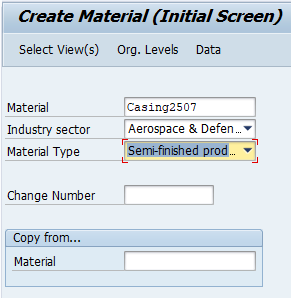 Create Material (Initial Screen)
Select View(s) Org. Levels Data
Material Casing2507
Industry sector Aerospace & Defen...
Material Type Semi-finished prod...
Change Number
Copy from...
Material